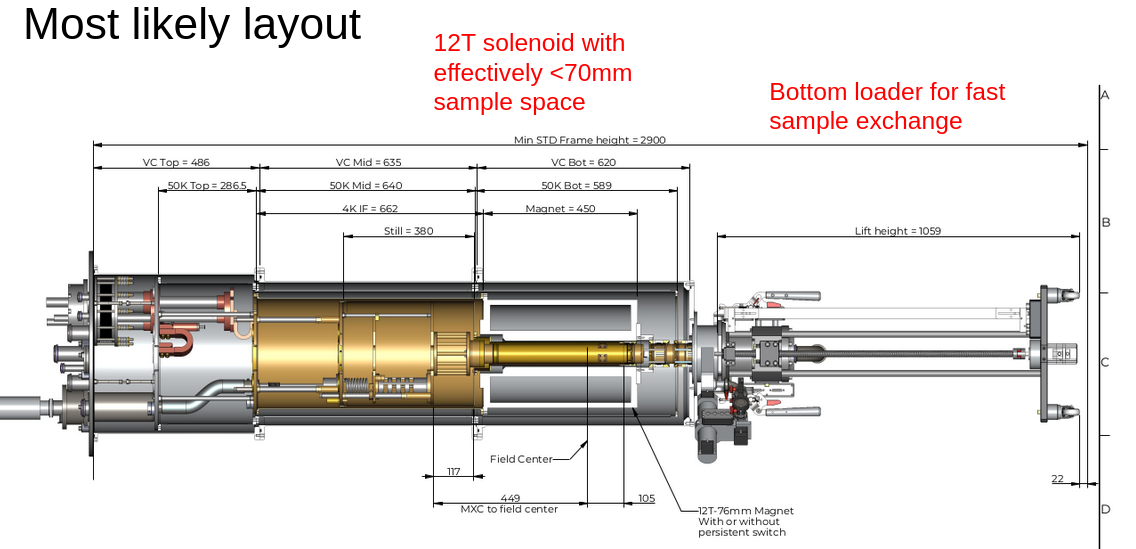 Most likely layout
12T solenoid with
effectively <70mm
sample space
Bottom loader for fast
sample exchange
A
Min STD Frame height = 2900
VC Top = 486
VC Mid = 635
VC Bot = 620
50K Top = 286.5
50K Mid = 640
50K Bot = 589
4K IF = 662
Magnet = 450
B
Still = 380
Lift height = 1059
C
Field Center
117
22
449
105
MXC to field center
12T-76mm Magnet
With or without
persistent switch
D